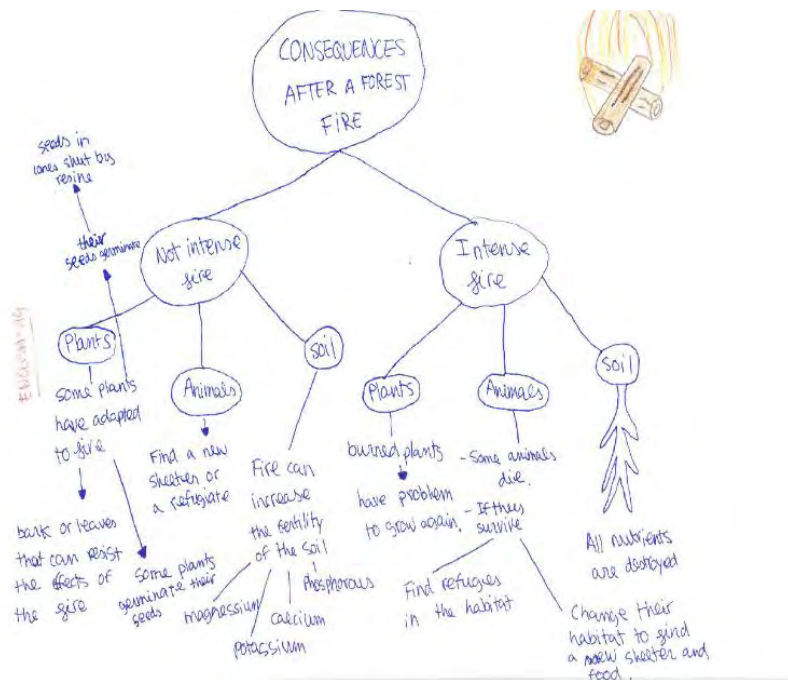 CONSEQUENCES
AFTER A FOREST
FIRE
seeds in
cones shut by
resine
their
seeds germinate
Not intense
fire
Intense
fire
Plants
some plants
have adapted
to fire
bark or leaves
that can resist
the effects of
the fire
Some plants
germinate their
seeds
Animals
Find a new
shelter or
a refugiate
Soil
Fire can
increase
the fertility
of the soil
magnessium
potassium
calcium
Phosphorous
Plants
burned plants
have problem
to grow again.
Animals
- Some animals
die.
- If they
survive
Find refugies
in the habitat
Change their
habitat to find
a new shelter and
food.
Soil
All nutrients
are destroyed